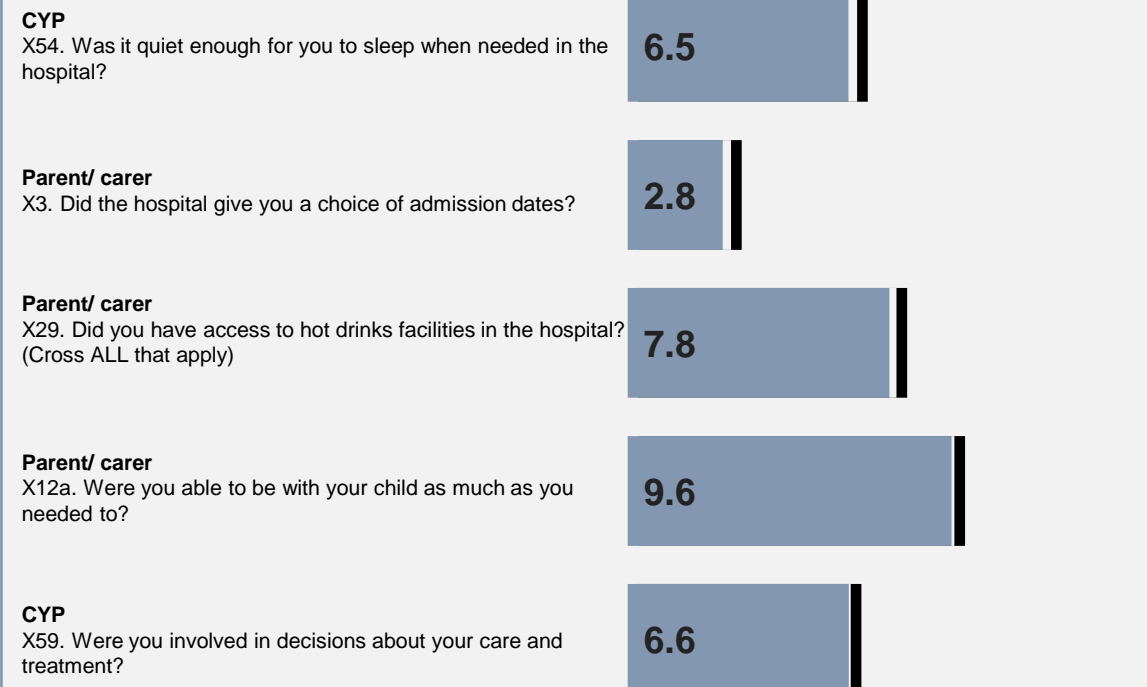 CYP
X54. Was it quiet enough for you to sleep when needed in the
hospital?
6.5
Parent/ carer
X3. Did the hospital give you a choice of admission dates?
2.8
Parent/ carer
X29. Did you have access to hot drinks facilities in the hospital?
(Cross ALL that apply)
7.8
Parent/ carer
X12a. Were you able to be with your child as much as you
needed to?
9.6
CYP
X59. Were you involved in decisions about your care and
treatment?
6.6